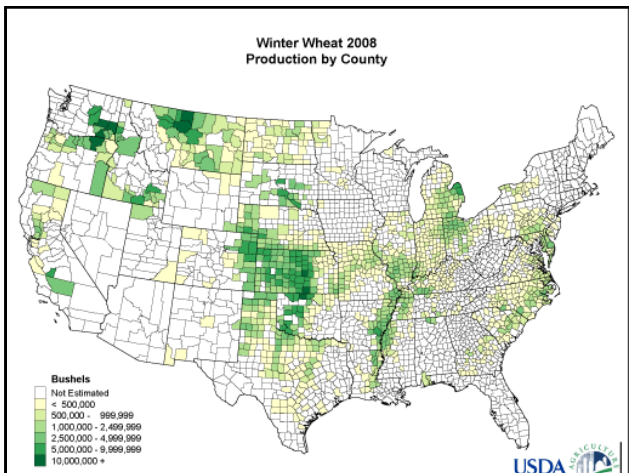 Winter Wheat 2008
Production by County
Bushels
Not Estimated
< 500,000
500,000 - 999,999
1,000,000 - 2,499,999
2,500,000 - 4,999,999
5,000,000 - 9,999,999
10,000,000 +
USDA
AGRICULTURE